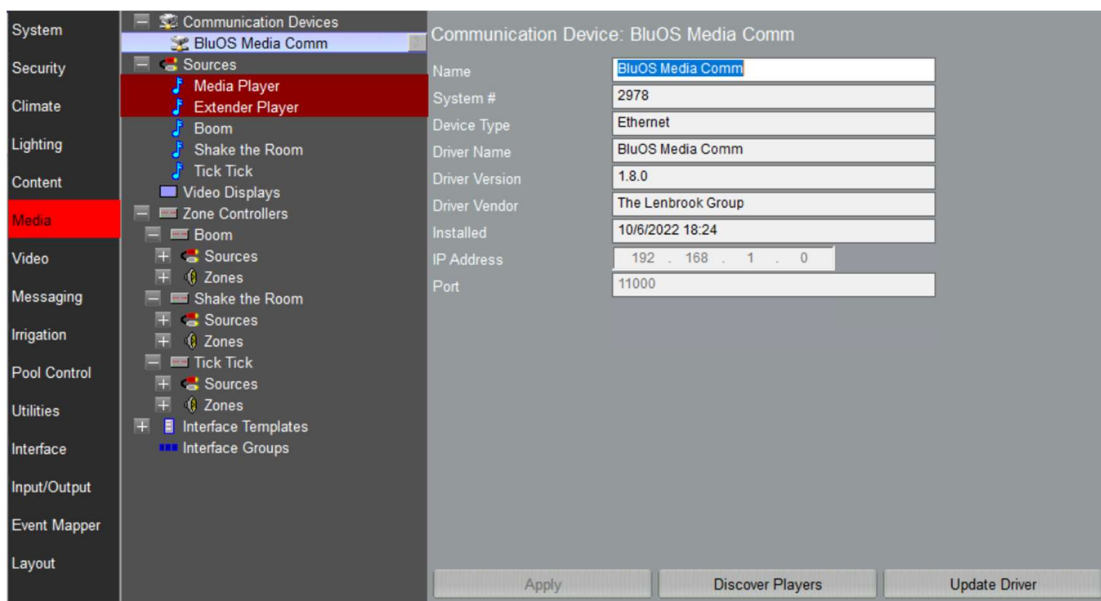 System
Security
Climate
Lighting
Content
Media
Video
Messaging
Irrigation
Pool Control
Utilities
Interface
Input/Output
Event Mapper
Layout
Communication Devices
BluOS Media Comm
Sources
Media Player
Extender Player
Boom
Shake the Room
Tick Tick
Video Displays
Zone Controllers
Boom
Sources
Zones
Shake the Room
Sources
Zones
Tick Tick
Sources
Zones
Interface Templates
Interface Groups
Communication Device: BluOS Media Comm
Name BluOS Media Comm
System # 2978
Device Type Ethernet
Driver Name BluOS Media Comm
Driver Version 1.8.0
Driver Vendor The Lenbrook Group
Installed 10/6/2022 18:24
IP Address 192 . 168 . 1 . 0
Port 11000
Apply Discover Players Update Driver